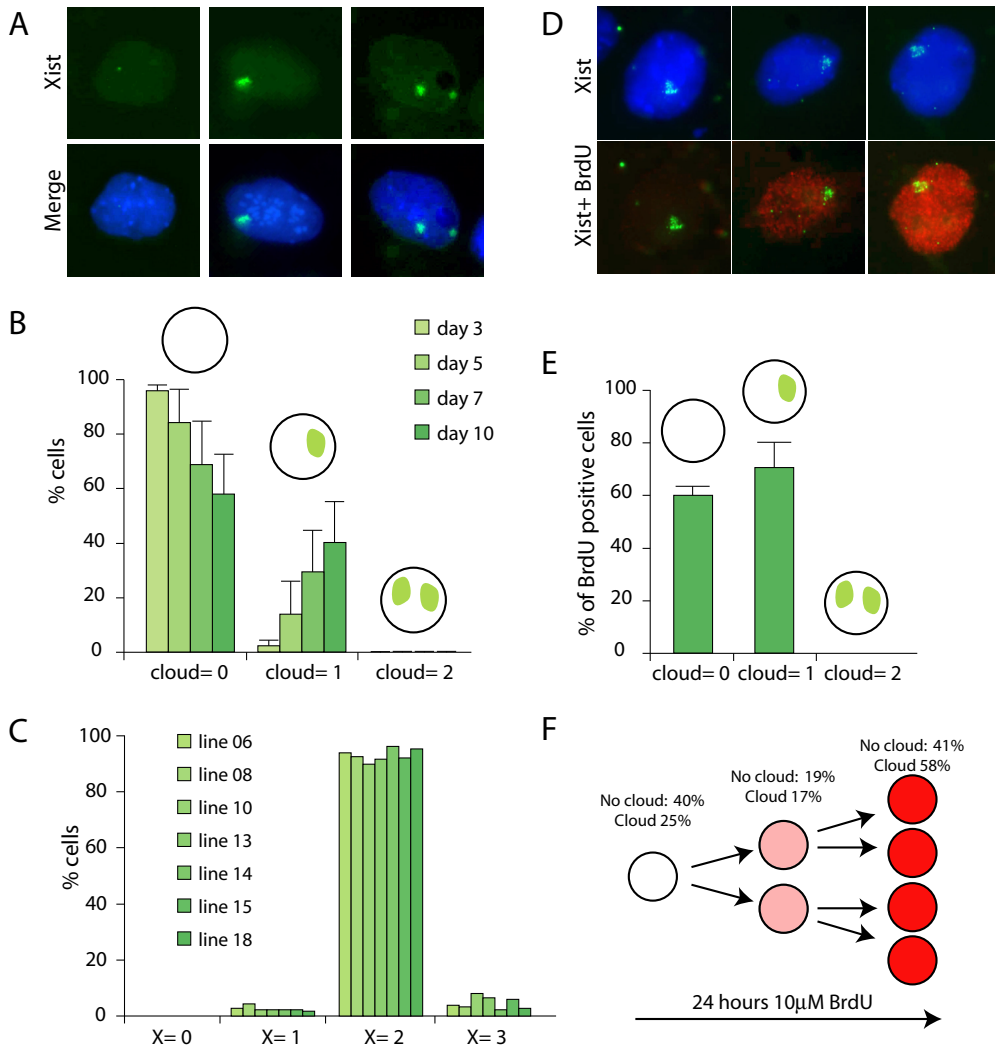 A
Xist
Merge
B
day 3
day 5
day 7
day 10
% cells
100
80
60
40
20
0
cloud= 0
cloud= 1
cloud= 2
C
line 06
line 08
line 10
line 13
line 14
line 15
line 18
% cells
100
80
60
40
20
0
X= 0
X= 1
X= 2
X= 3
D
Xist
Xist+ BrdU
E
% of BrdU positive cells
100
80
60
40
20
0
cloud= 0
cloud= 1
cloud= 2
F
No cloud: 40%
Cloud 25%
No cloud: 19%
Cloud 17%
No cloud: 41%
Cloud 58%
24 hours 10μM BrdU